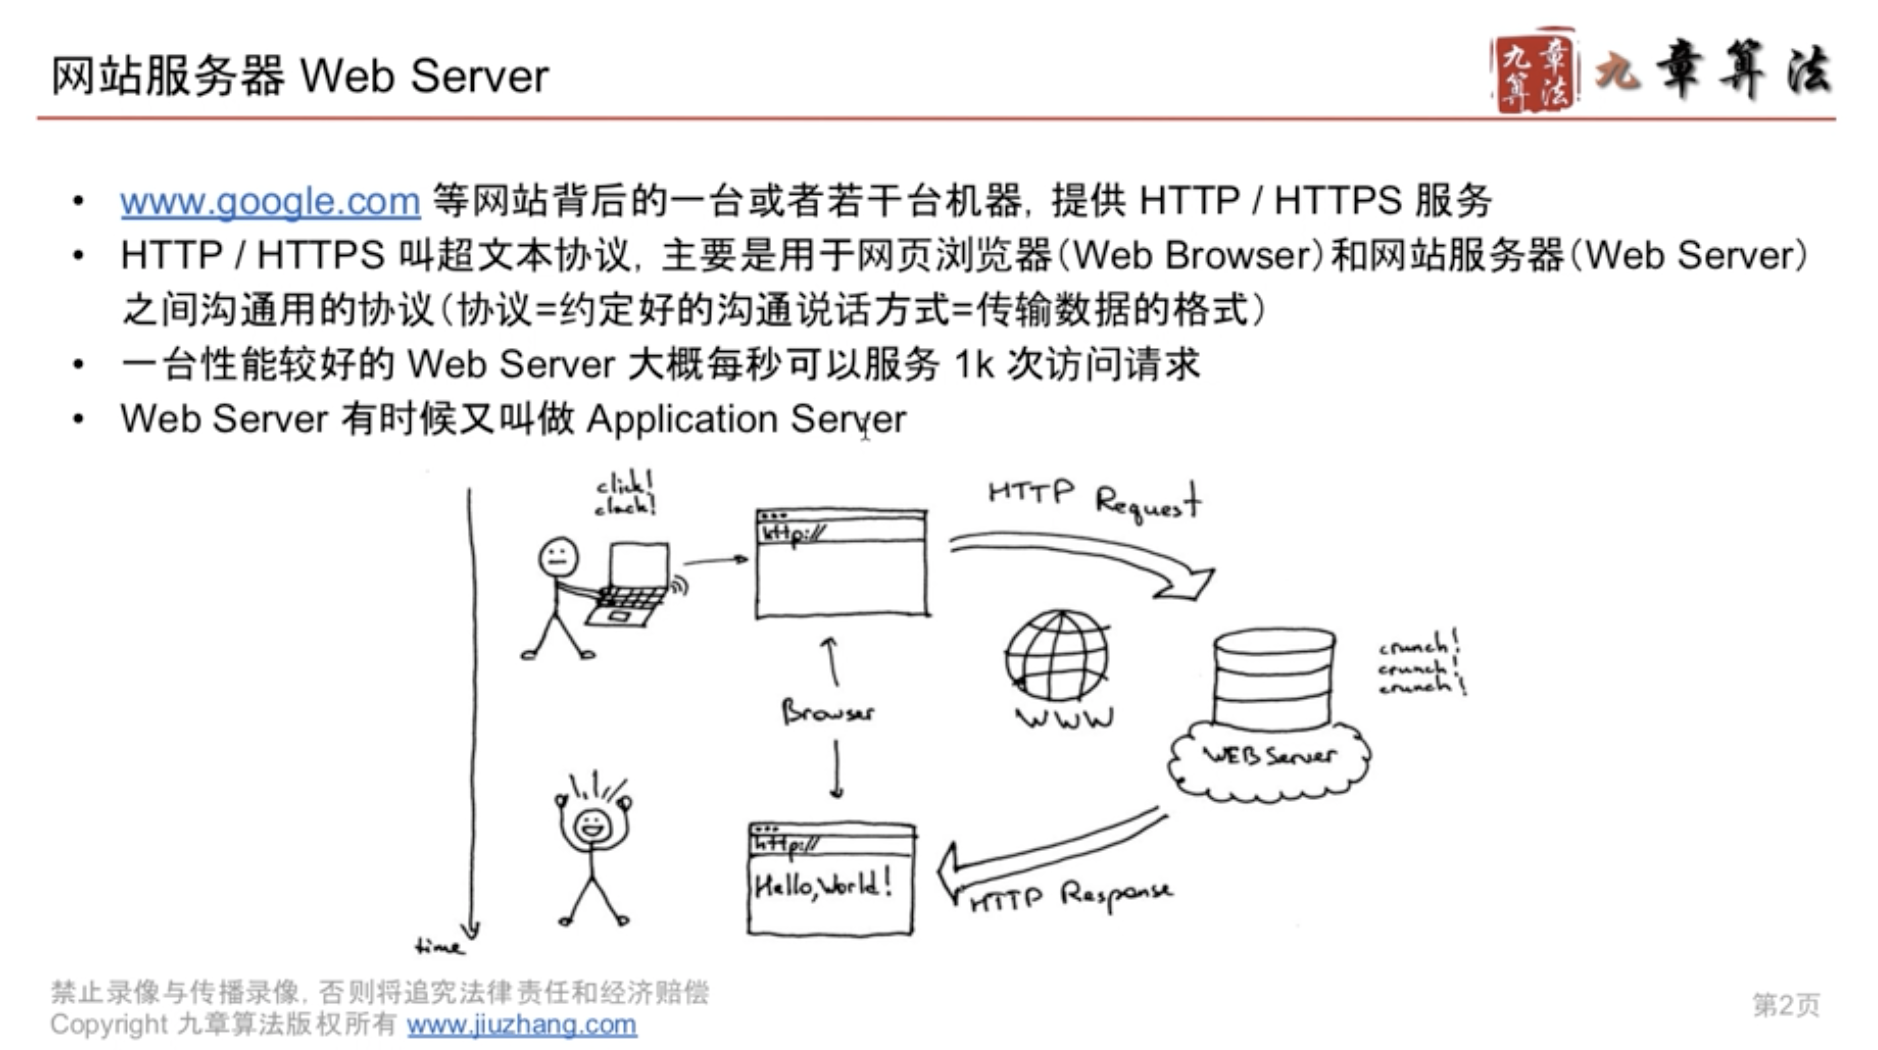 网站服务器 Web Server
九章
算法
九章算法
• www.google.com 等网站背后的一台或者若干台机器, 提供 HTTP / HTTPS 服务
• HTTP / HTTPS 叫超文本协议, 主要是用于网页浏览器(Web Browser)和网站服务器(Web Server)
之间沟通用的协议(协议=约定好的沟通说话方式=传输数据的格式)
• 一台性能较好的 Web Server 大概每秒可以服务 1k 次访问请求
• Web Server 有时候又叫做 Application Server
click!
clack!
http://
HTTP Request
Browser
WWW
crunch!
crunch!
crunch!
WEB Server
http://
Hello, World!
HTTP Response
time
禁止录像与传播录像, 否则将追究法律责任和经济赔偿
Copyright 九章算法版权所有 www.jiuzhang.com
第2页